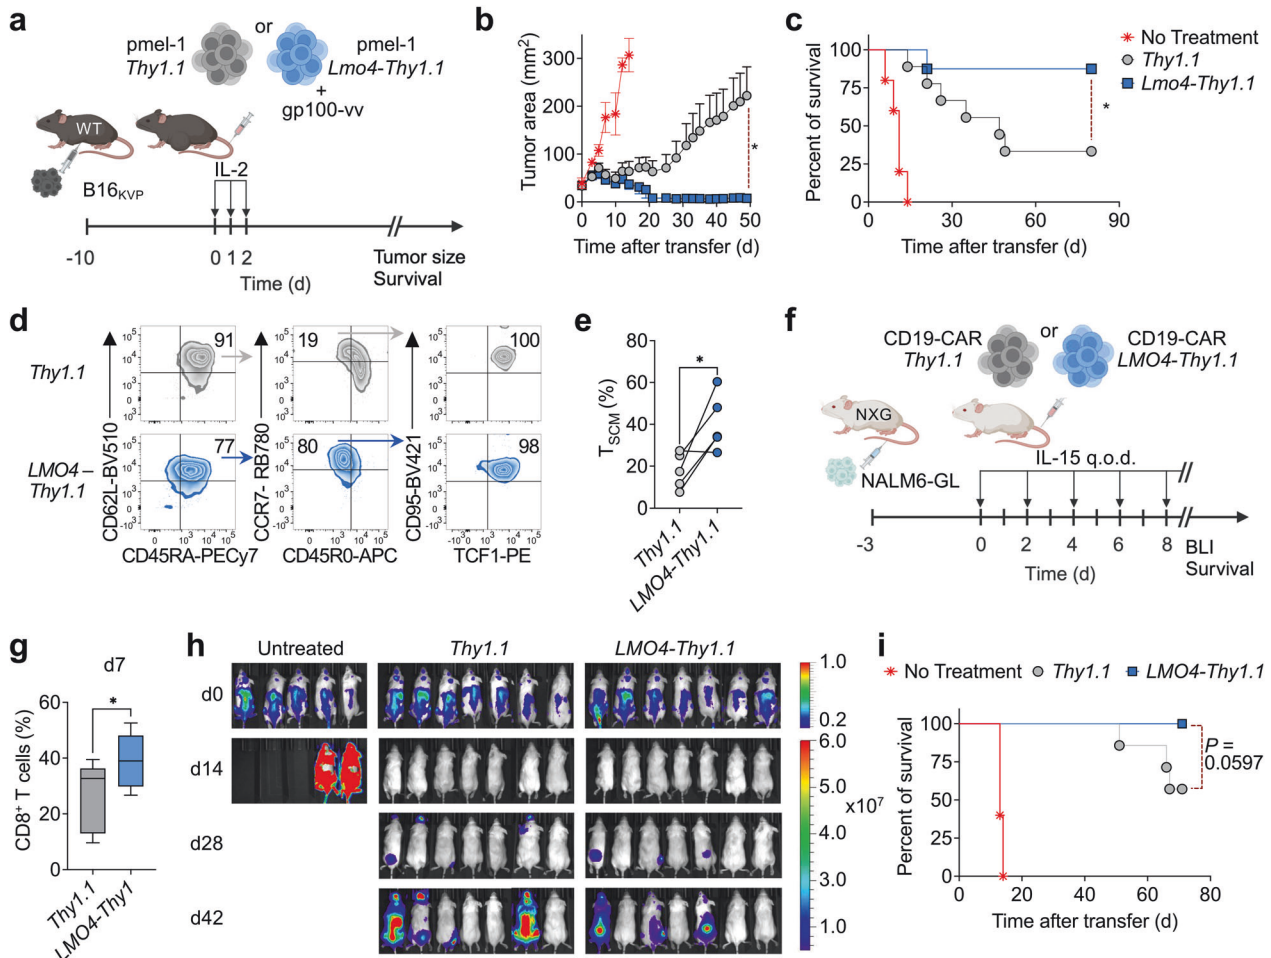 a
pmel-1
Thy1.1
or
pmel-1
Lmo4-Thy1.1
+
gp100-vv
WT
B16KVP
IL-2
-10
0
1
2
Time (d)
Tumor size
Survival
b
Tumor area (mm²)
300
200
100
0
0
10
20
30
40
50
Time after transfer (d)
*
c
Percent of survival
100
75
50
25
0
0
30
60
90
Time after transfer (d)
*
No Treatment
Thy1.1
Lmo4-Thy1.1
d
Thy1.1
LMO4–
Thy1.1
CD62L-BV510
CCR7- RB780
CD95-BV421
91
19
100
77
80
98
10⁵
10⁴
10³
0
-10³
CD45RA-PECy7
CD45R0-APC
TCF1-PE
e
TSCM (%)
80
60
40
20
0
*
Thy1.1
LMO4-Thy1.1
f
CD19-CAR
Thy1.1
or
CD19-CAR
LMO4-Thy1.1
NXG
NALM6-GL
IL-15 q.o.d.
-3
0
2
4
6
8
Time (d)
BLI
Survival
g
d7
CD8⁺ T cells (%)
60
40
20
0
*
Thy1.1
LMO4-Thy1
h
Untreated
Thy1.1
LMO4-Thy1.1
d0
d14
d28
d42
1.0
0.2
6.0
5.0
x10⁷
4.0
3.0
2.0
1.0
i
No Treatment
Thy1.1
LMO4-Thy1.1
Percent of survival
100
75
50
25
0
0
20
40
60
80
Time after transfer (d)
P =
0.0597